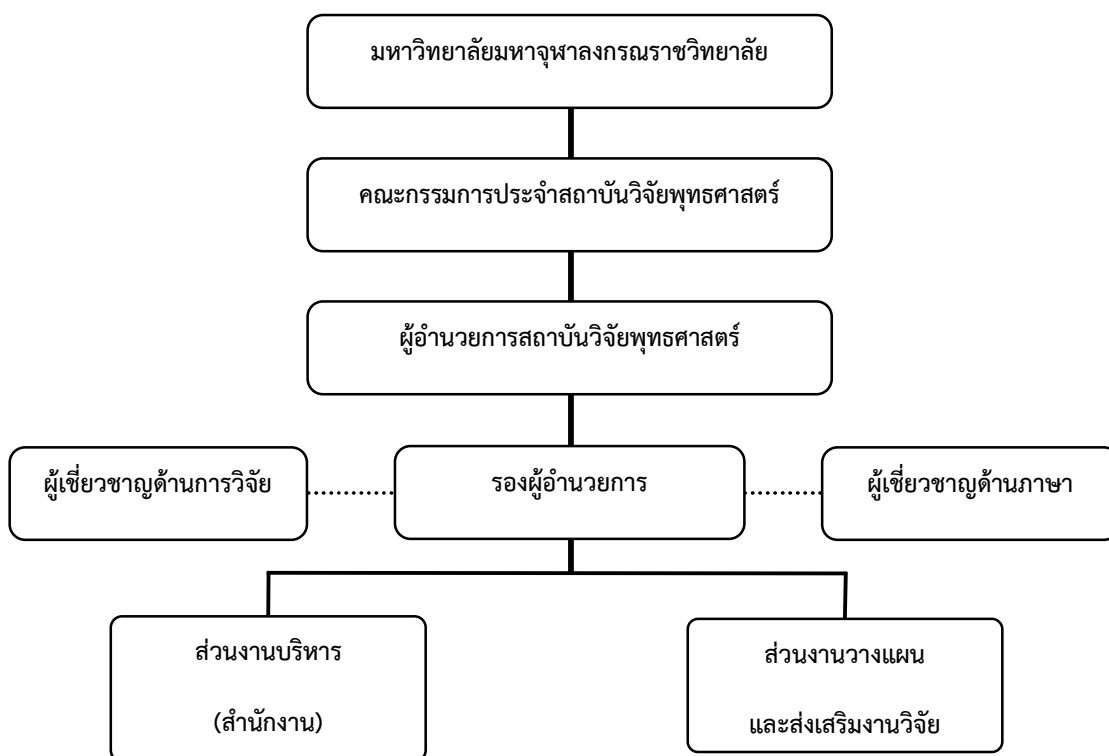 มหาวิทยาลัยมหาจุฬาลงกรณราชวิทยาลัย
คณะกรรมการประจำสถาบันวิจัยพุทธศาสตร์
ผู้อำนวยการสถาบันวิจัยพุทธศาสตร์
ผู้เชี่ยวชาญด้านการวิจัย
รองผู้อำนวยการ
ผู้เชี่ยวชาญด้านภาษา
ส่วนงานบริหาร
(สำนักงาน)
ส่วนงานวางแผน
และส่งเสริมงานวิจัย